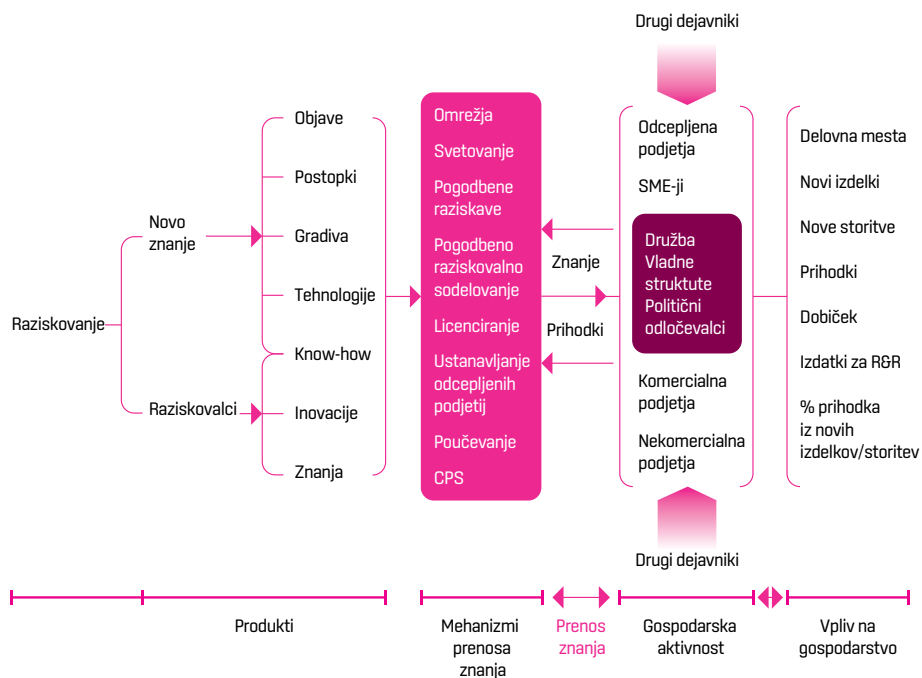 Drugi dejavniki
Raziskovanje
Novo
znanje
Raziskovalci
Objave
Postopki
Gradiva
Tehnologije
Know-how
Inovacije
Znanja
Omrežja
Svetovanje
Pogodbene
raziskave
Pogodbeno
raziskovalno
sodelovanje
Licenciranje
Ustanavljanje
odcepljenih
podjetij
Poučevanje
CPS
Znanje
Prihodki
Odcepljena
podjetja
SME-ji
Družba
Vladne
struktute
Politični
odločevalci
Komercialna
podjetja
Nekomercialna
podjetja
Delovna mesta
Novi izdelki
Nove storitve
Prihodki
Dobiček
Izdatki za R&R
% prihodka
iz novih
izdelkov/storitev
Drugi dejavniki
Produkti
Mehanizmi
prenosa
znanja
Prenos
znanja
Gospodarska
aktivnost
Vpliv na
gospodarstvo